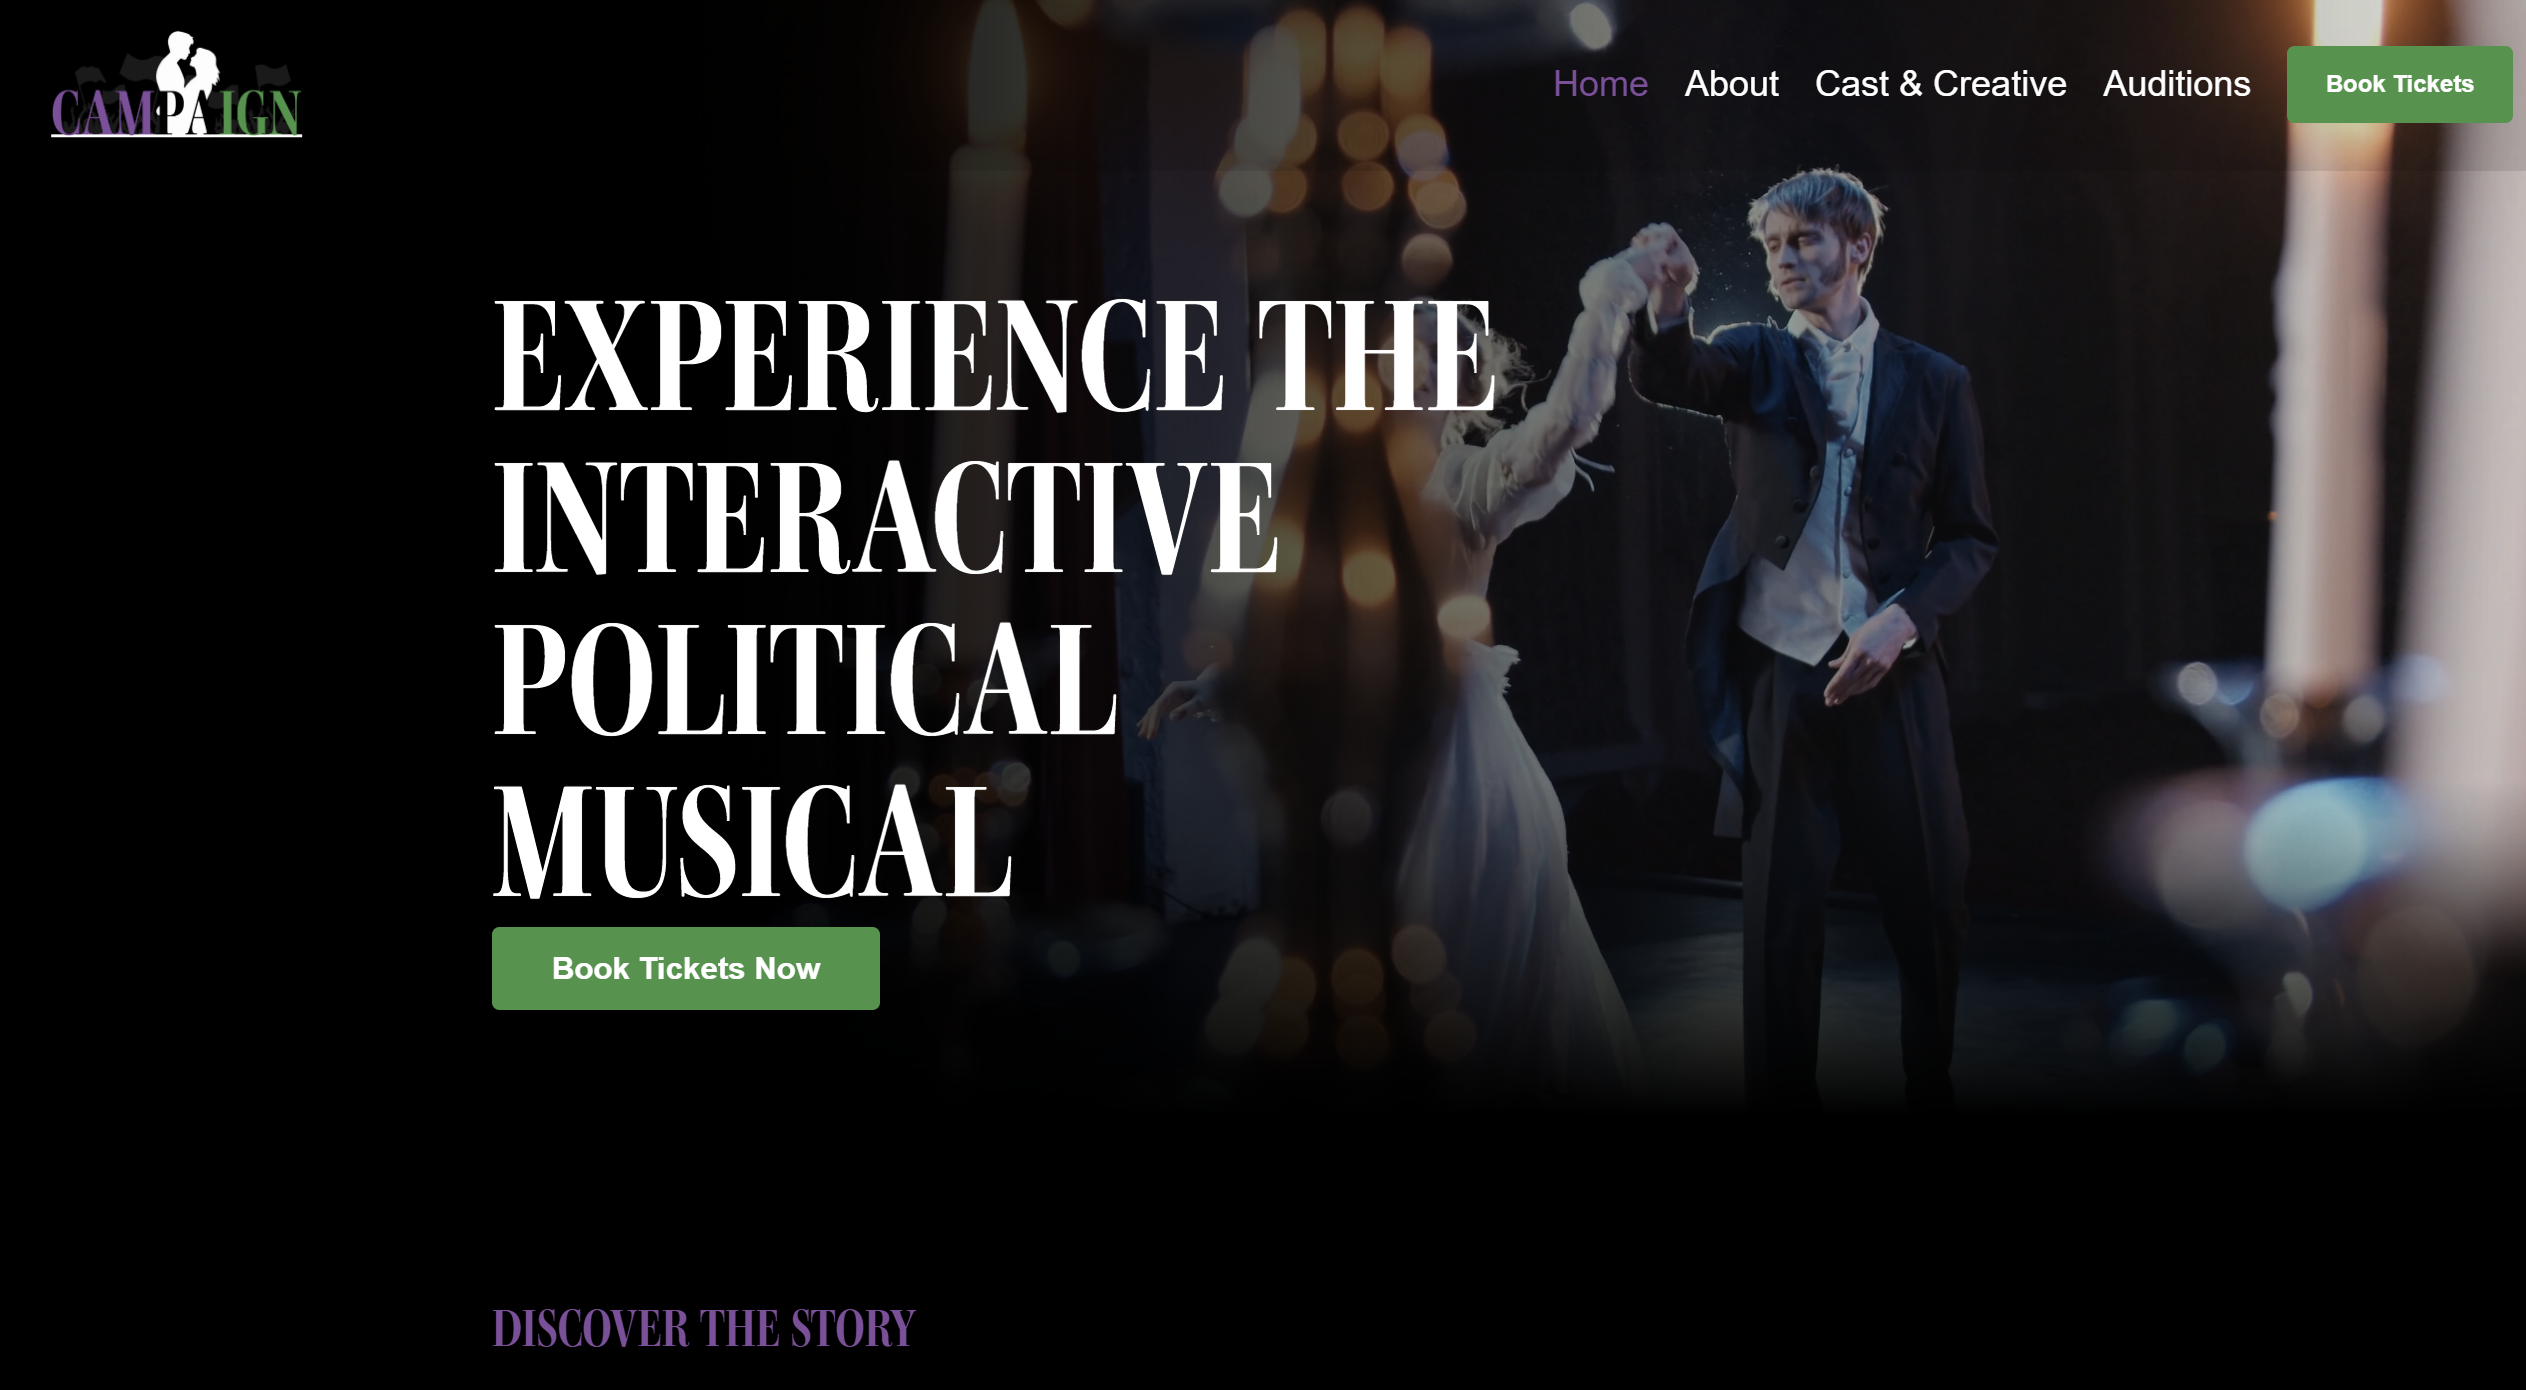 CAMPAIGN
Home About Cast & Creative Auditions Book Tickets
EXPERIENCE THE
INTERACTIVE
POLITICAL
MUSICAL
Book Tickets Now
DISCOVER THE STORY